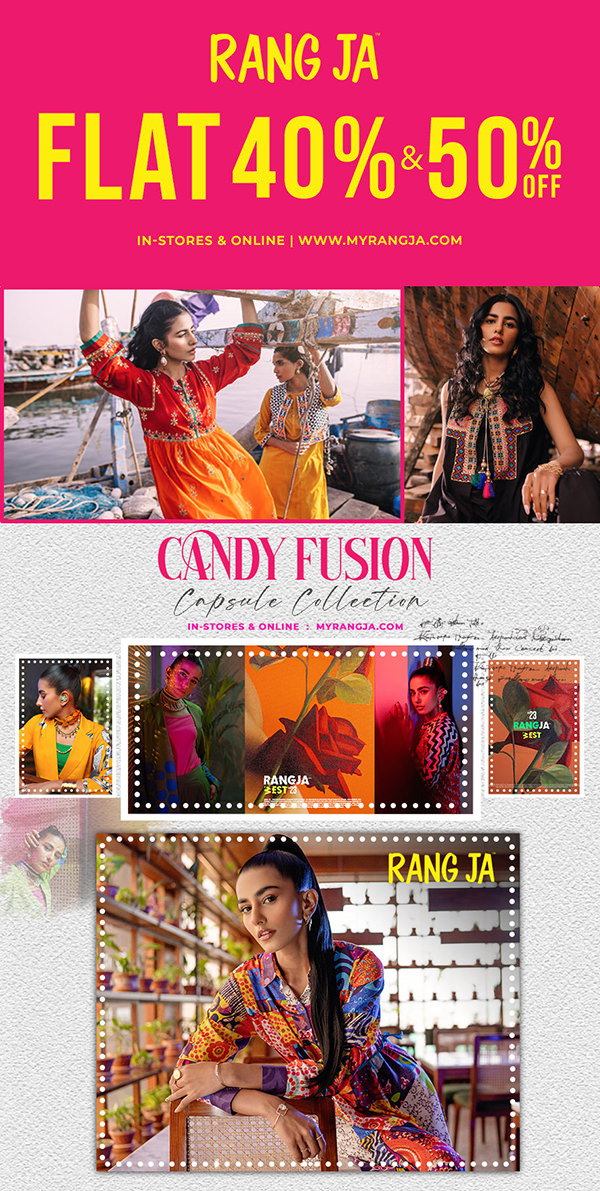 RANG JA™
FLAT 40% & 50% OFF
IN-STORES & ONLINE | WWW.MYRANGJA.COM
CANDY FUSION
Capsule Collection
IN-STORES & ONLINE : MYRANGJA.COM
RANGJA
EST'23
'23
RANGJA
EST
RANG JA